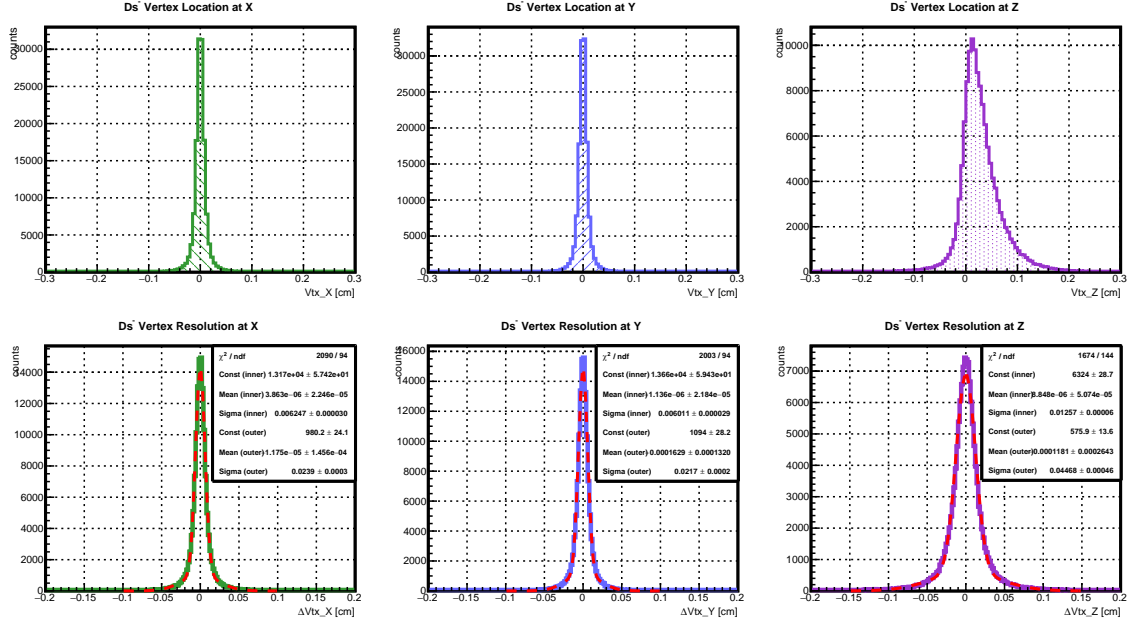 Ds⁻ Vertex Location at X
counts
30000
25000
20000
15000
10000
5000
0
−0.3 −0.2 −0.1 0 0.1 0.2 0.3
Vtx_X [cm]
Ds⁻ Vertex Location at Y
counts
30000
25000
20000
15000
10000
5000
0
−0.3 −0.2 −0.1 0 0.1 0.2 0.3
Vtx_Y [cm]
Ds⁻ Vertex Location at Z
counts
10000
8000
6000
4000
2000
0
−0.3 −0.2 −0.1 0 0.1 0.2 0.3
Vtx_Z [cm]
Ds⁻ Vertex Resolution at X
counts
14000
12000
10000
8000
6000
4000
2000
0
−0.2 −0.15 −0.1 −0.05 0 0.05 0.1 0.15 0.2
ΔVtx_X [cm]
χ² / ndf 2090 / 94
Const (inner) 1.317e+04 ± 5.742e+01
Mean (inner) 3.863e−06 ± 2.246e−05
Sigma (inner) 0.006247 ± 0.000030
Const (outer) 980.2 ± 24.1
Mean (outer) 1.175e−05 ± 1.456e−04
Sigma (outer) 0.0239 ± 0.0003
Ds⁻ Vertex Resolution at Y
counts
16000
14000
12000
10000
8000
6000
4000
2000
0
−0.2 −0.15 −0.1 −0.05 0 0.05 0.1 0.15 0.2
ΔVtx_Y [cm]
χ² / ndf 2003 / 94
Const (inner) 1.366e+04 ± 5.943e+01
Mean (inner) 1.136e−06 ± 2.184e−05
Sigma (inner) 0.006011 ± 0.000029
Const (outer) 1094 ± 28.2
Mean (outer) 0.0001629 ± 0.0001320
Sigma (outer) 0.0217 ± 0.0002
Ds⁻ Vertex Resolution at Z
counts
7000
6000
5000
4000
3000
2000
1000
0
−0.2 −0.15 −0.1 −0.05 0 0.05 0.1 0.15 0.2
ΔVtx_Z [cm]
χ² / ndf 1674 / 144
Const (inner) 6324 ± 28.7
Mean (inner) ± 5.074e−05
Sigma (inner) 0.01257 ± 0.00006
Const (outer) 575.9 ± 13.6
Mean (outer) 0.0001181 ± 0.0002643
Sigma (outer) 0.04468 ± 0.00046